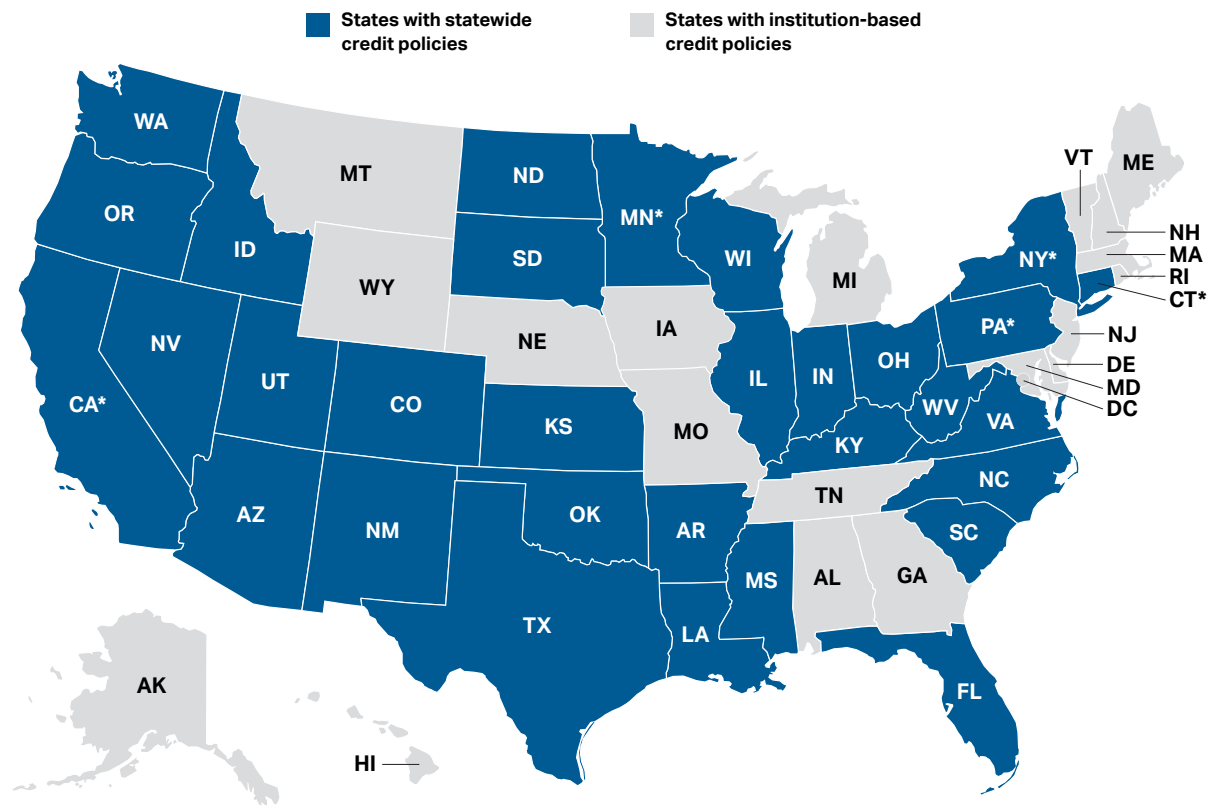 States with statewide
credit policies
States with institution-based
credit policies
WA
MT
ND
VT
ME
OR
MN*
ID
SD
WI
NY*
NH
MA
RI
CT*
WY
MI
IA
PA*
NJ
NV
NE
OH
DE
UT
IL
IN
MD
CA*
CO
WV
DC
KS
MO
KY
VA
TN
NC
AZ
NM
OK
AR
SC
MS
AL
GA
TX
LA
AK
FL
HI